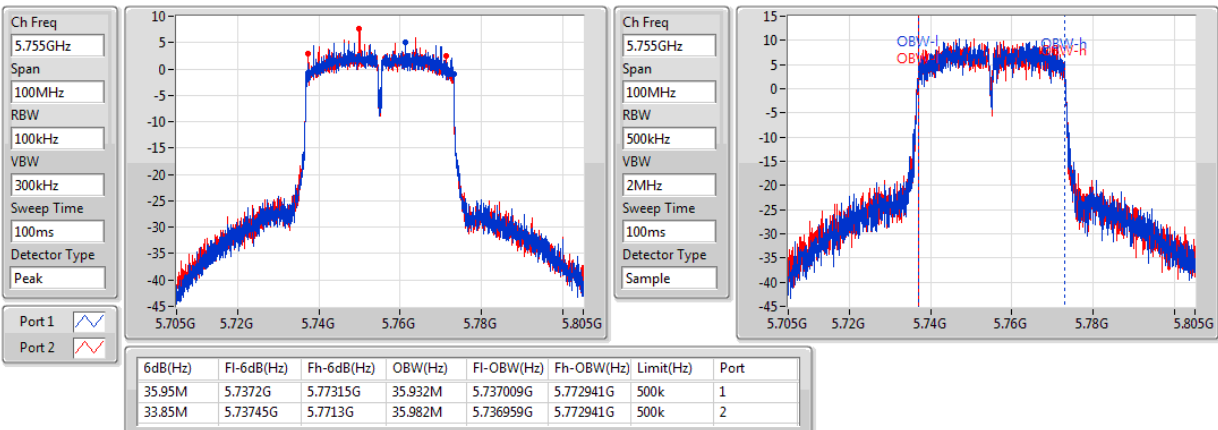 Ch Freq
5.755GHz
Span
100MHz
RBW
100kHz
VBW
300kHz
Sweep Time
100ms
Detector Type
Peak
Port 1
Port 2
10
5
0
-5
-10
-15
-20
-25
-30
-35
-40
-45
5.705G 5.72G 5.74G 5.76G 5.78G 5.805G
Ch Freq
5.755GHz
Span
100MHz
RBW
500kHz
VBW
2MHz
Sweep Time
100ms
Detector Type
Sample
15
10
5
0
-5
-10
-15
-20
-25
-30
-35
-40
-45
OBW-l OBW-h
5.705G 5.72G 5.74G 5.76G 5.78G 5.805G
6dB(Hz) Fl-6dB(Hz) Fh-6dB(Hz) OBW(Hz) Fl-OBW(Hz) Fh-OBW(Hz) Limit(Hz) Port
35.95M 5.7372G 5.77315G 35.932M 5.737009G 5.772941G 500k 1
33.85M 5.73745G 5.7713G 35.982M 5.736959G 5.772941G 500k 2